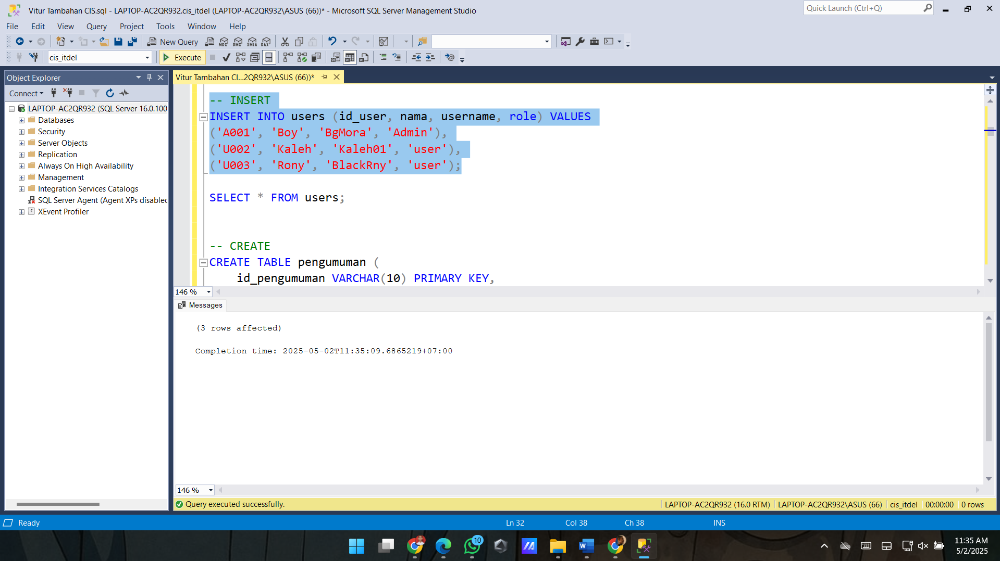 Vitur Tambahan CIS.sql - LAPTOP-AC2QR932.cis_itdel (LAPTOP-AC2QR932\ASUS (66))* - Microsoft SQL Server Management Studio
Quick Launch (Ctrl+Q)
File Edit View Query Project Tools Window Help
New Query MDX DMX XMLA DAX
cis_itdel Execute
Object Explorer
Connect
LAPTOP-AC2QR932 (SQL Server 16.0.100
Databases
Security
Server Objects
Replication
Always On High Availability
Management
Integration Services Catalogs
SQL Server Agent (Agent XPs disabled
XEvent Profiler
Vitur Tambahan CI...2QR932\ASUS (66))*
-- INSERT
INSERT INTO users (id_user, nama, username, role) VALUES
('A001', 'Boy', 'BgMora', 'Admin'),
('U002', 'Kaleh', 'Kaleh01', 'user'),
('U003', 'Rony', 'BlackRny', 'user');
SELECT * FROM users;
-- CREATE
CREATE TABLE pengumuman (
id_pengumuman VARCHAR(10) PRIMARY KEY,
146 %
Messages
(3 rows affected)
Completion time: 2025-05-02T11:35:09.6865219+07:00
146 %
Query executed successfully.
LAPTOP-AC2QR932 (16.0 RTM) LAPTOP-AC2QR932\ASUS (66) cis_itdel 00:00:00 0 rows
Ready Ln 32 Col 38 Ch 38 INS
10
W
11:35 AM
5/2/2025